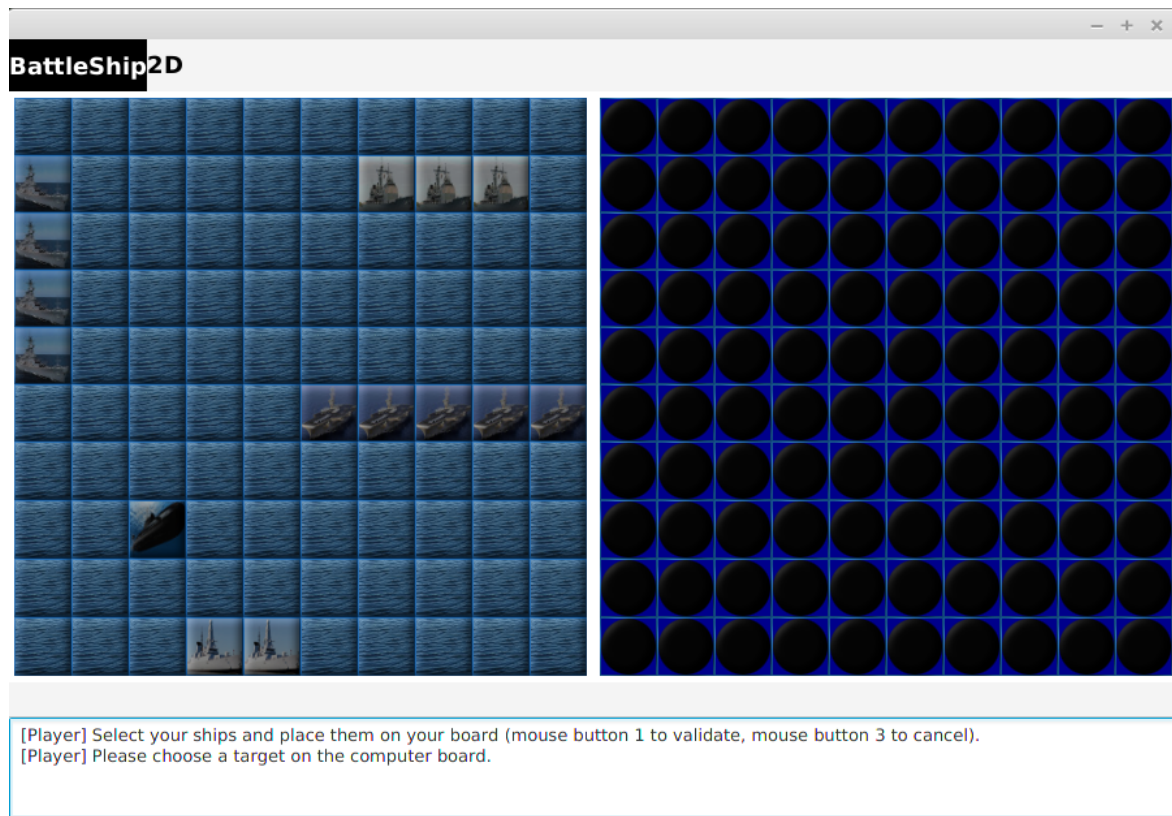 BattleShip2D
[Player] Select your ships and place them on your board (mouse button 1 to validate, mouse button 3 to cancel).
[Player] Please choose a target on the computer board.